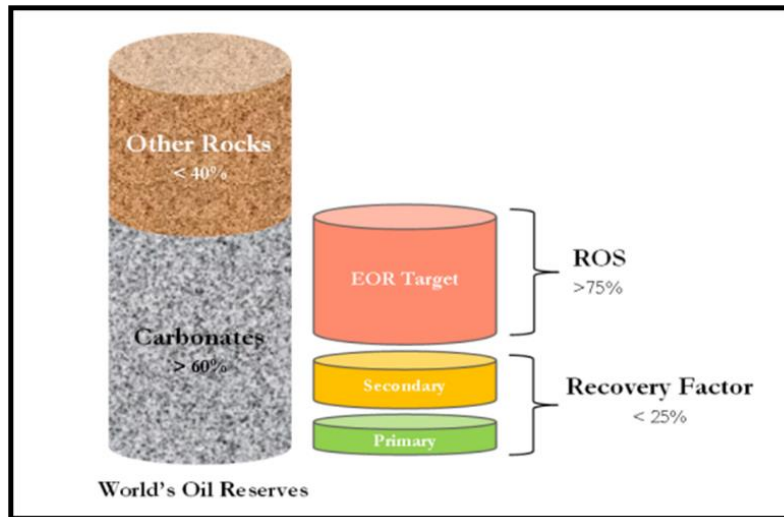 Other Rocks
< 40%
Carbonates
> 60%
World's Oil Reserves
EOR Target
Secondary
Primary
ROS
>75%
Recovery Factor
< 25%